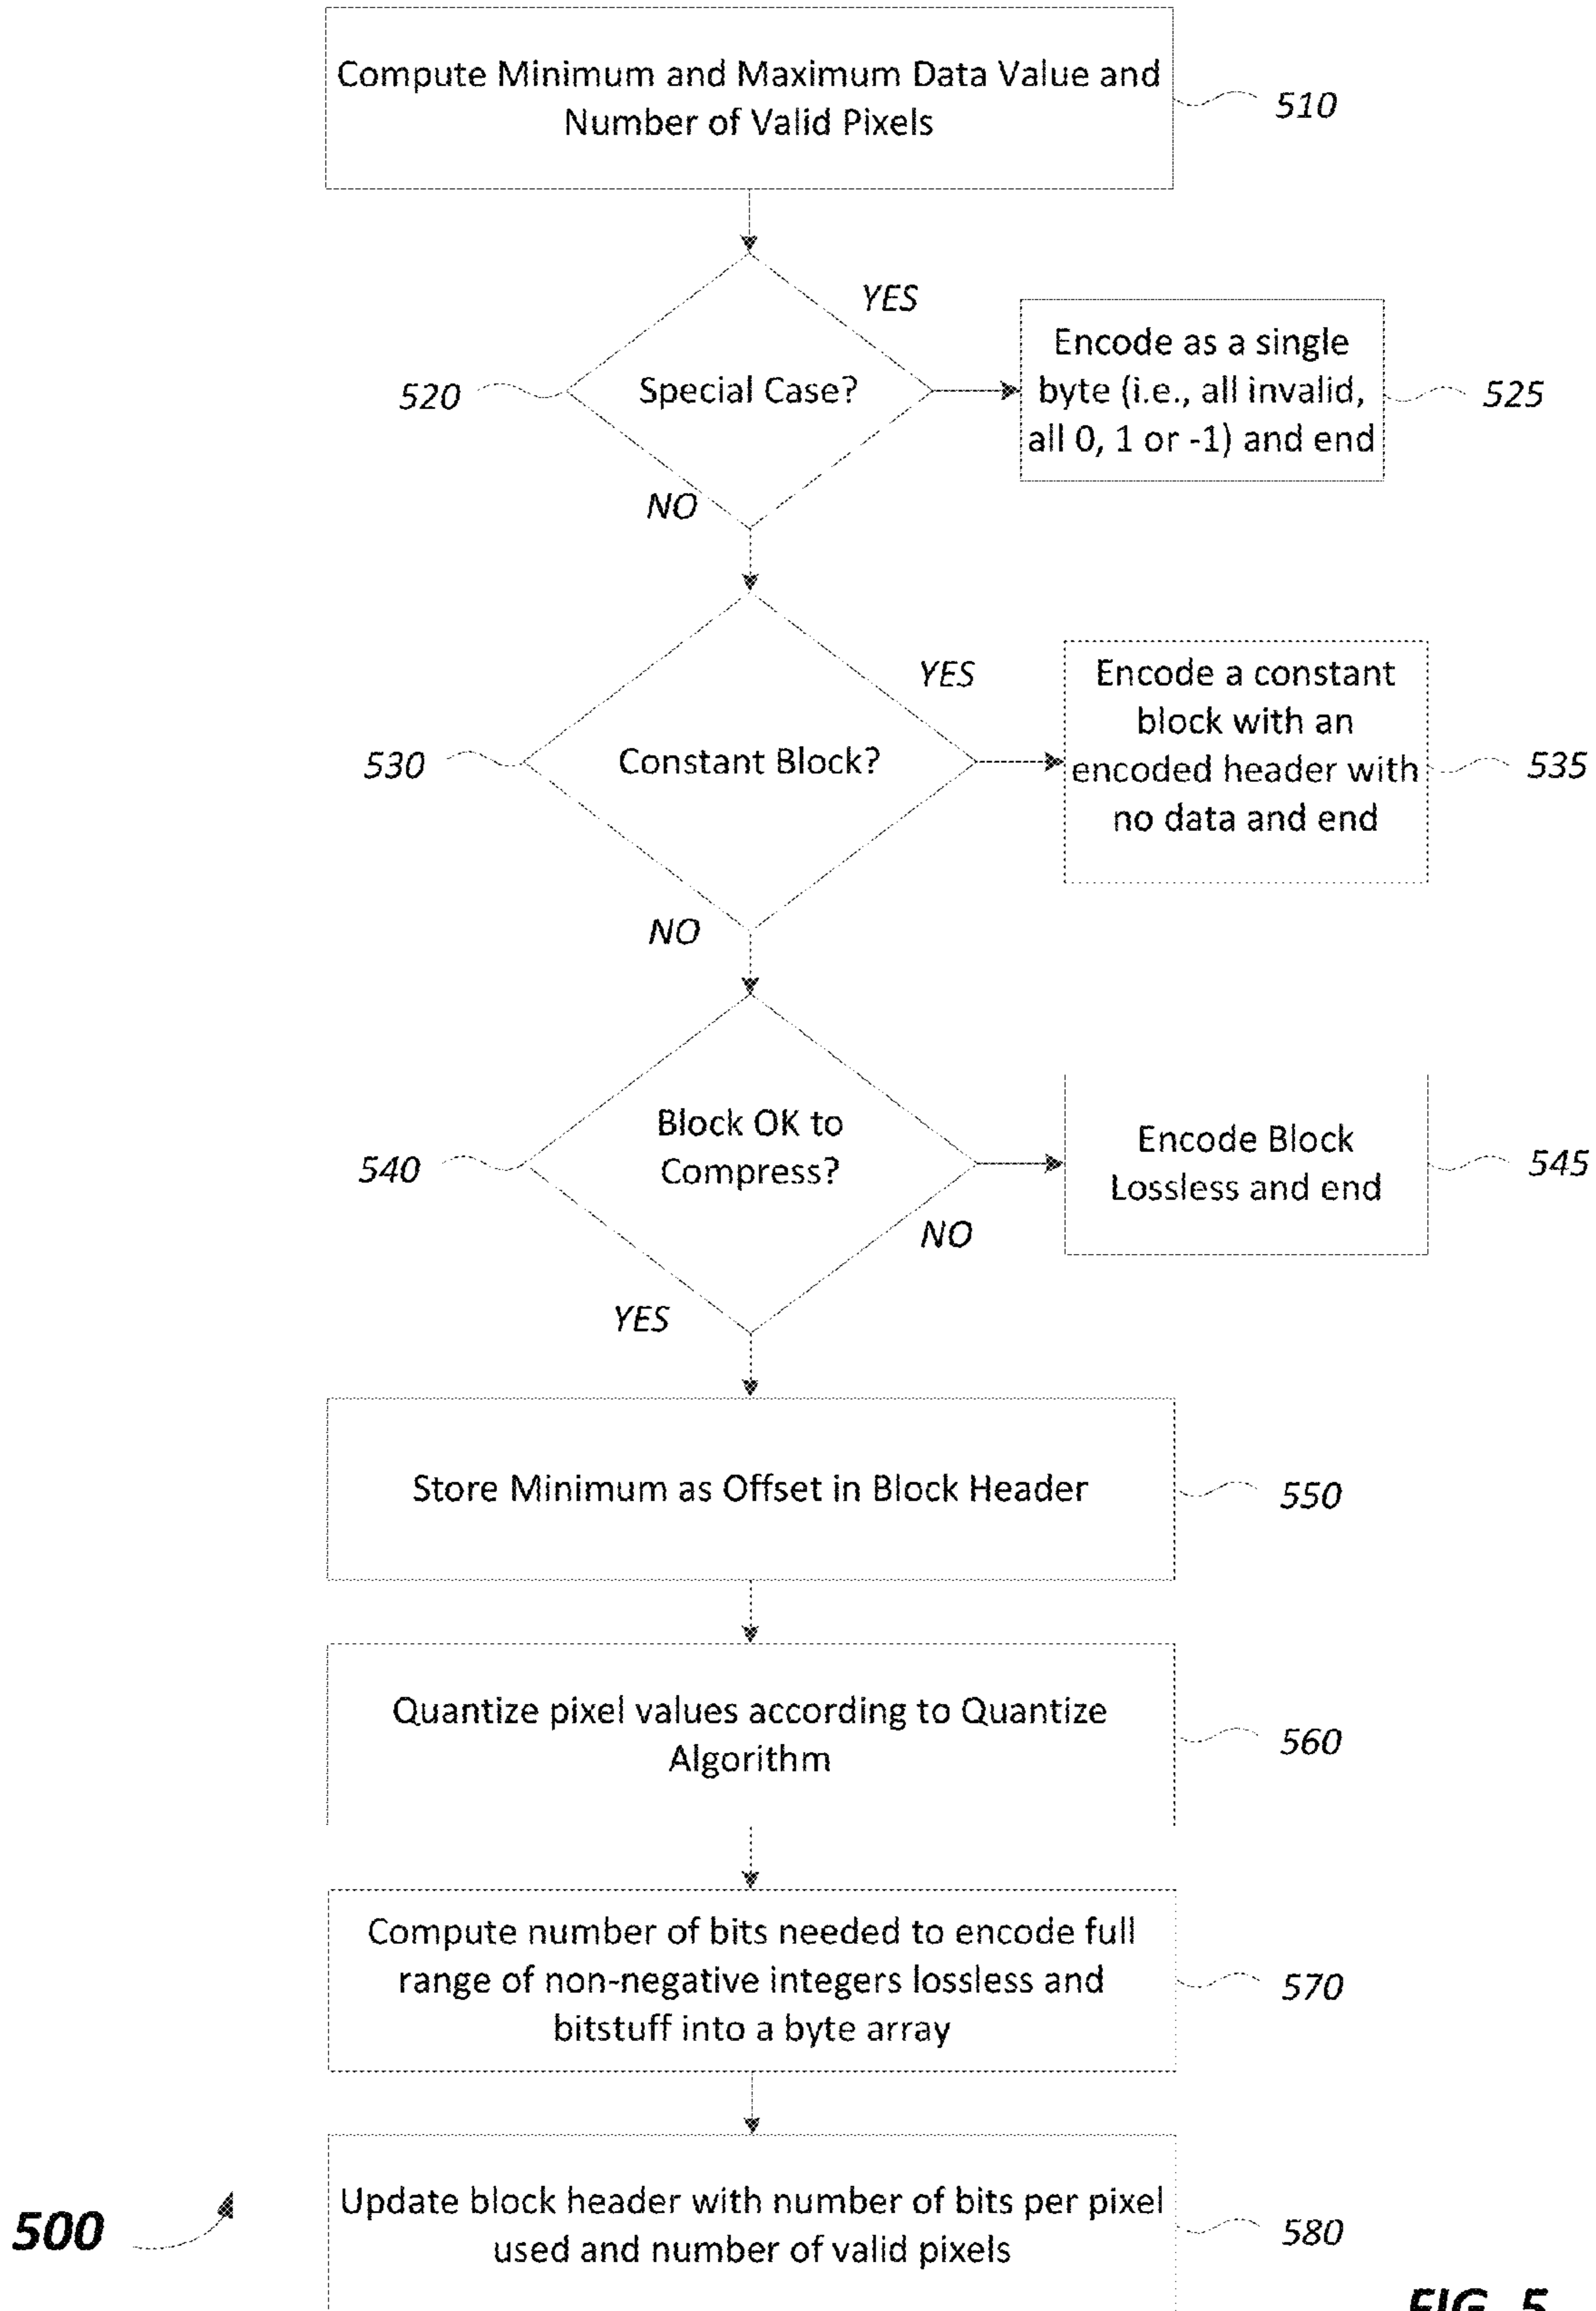 Compute Minimum and Maximum Data Value and
Number of Valid Pixels
510
YES
Special Case?
520
Encode as a single
byte (i.e., all invalid,
all 0, 1 or -1) and end
525
NO
YES
Constant Block?
530
Encode a constant
block with an
encoded header with
no data and end
535
NO
Block OK to
Compress?
540
Encode Block
Lossless and end
545
NO
YES
Store Minimum as Offset in Block Header
550
Quantize pixel values according to Quantize
Algorithm
560
Compute number of bits needed to encode full
range of non-negative integers lossless and
bitstuff into a byte array
570
Update block header with number of bits per pixel
used and number of valid pixels
580
500
FIG. 5